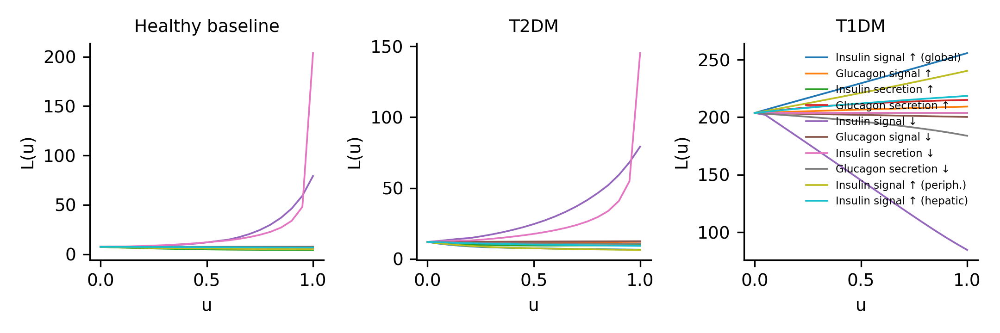 Healthy baseline
T2DM
T1DM
L(u)
200
150
100
50
0
0.0
0.5
1.0
u
L(u)
150
100
50
0
0.0
0.5
1.0
u
L(u)
250
200
150
100
0.0
0.5
1.0
u
Insulin signal ↑ (global)
Glucagon signal ↑
Insulin secretion ↑
Glucagon secretion ↑
Insulin signal ↓
Glucagon signal ↓
Insulin secretion ↓
Glucagon secretion ↓
Insulin signal ↑ (periph.)
Insulin signal ↑ (hepatic)